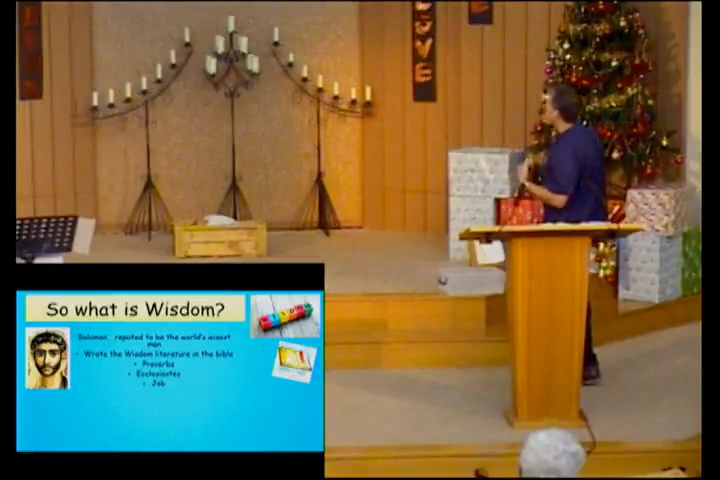 LOVE
So what is Wisdom?
Solomon... reputed to be the world's wisest
man
• Wrote the Wisdom literature in the bible
• Proverbs
• Ecclesiastes
• Job